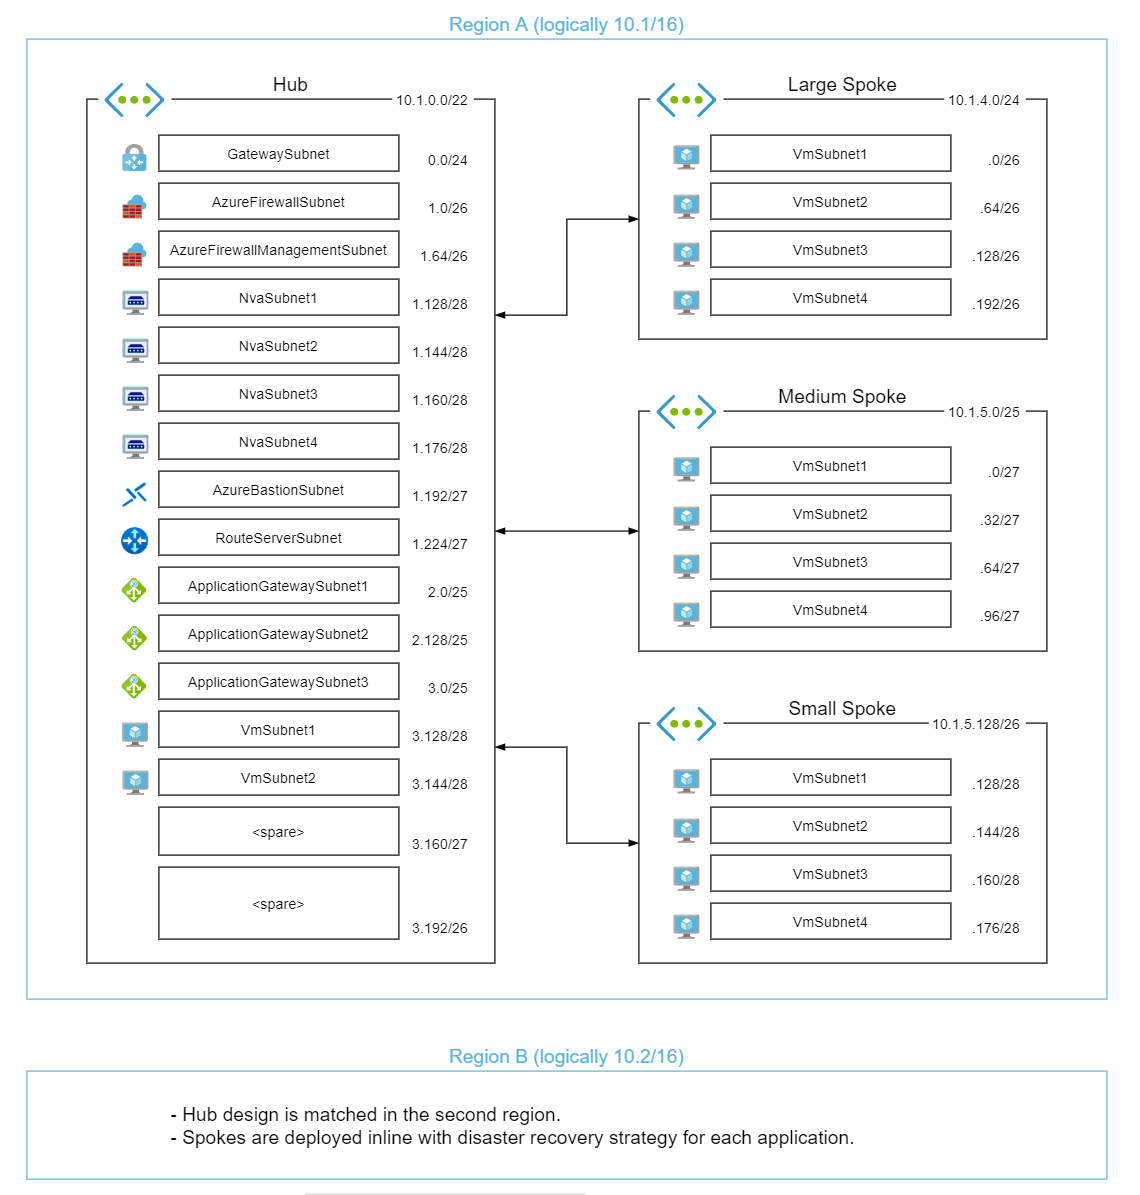 Region A (logically 10.1/16)
Hub
10.1.0.0/22
GatewaySubnet
0.0/24
AzureFirewallSubnet
1.0/26
AzureFirewallManagementSubnet
1.64/26
NvaSubnet1
1.128/28
NvaSubnet2
1.144/28
NvaSubnet3
1.160/28
NvaSubnet4
1.176/28
AzureBastionSubnet
1.192/27
RouteServerSubnet
1.224/27
ApplicationGatewaySubnet1
2.0/25
ApplicationGatewaySubnet2
2.128/25
ApplicationGatewaySubnet3
3.0/25
VmSubnet1
3.128/28
VmSubnet2
3.144/28
<spare>
3.160/27
<spare>
3.192/26
Large Spoke
10.1.4.0/24
VmSubnet1
.0/26
VmSubnet2
.64/26
VmSubnet3
.128/26
VmSubnet4
.192/26
Medium Spoke
10.1.5.0/25
VmSubnet1
.0/27
VmSubnet2
.32/27
VmSubnet3
.64/27
VmSubnet4
.96/27
Small Spoke
10.1.5.128/26
VmSubnet1
.128/28
VmSubnet2
.144/28
VmSubnet3
.160/28
VmSubnet4
.176/28
Region B (logically 10.2/16)
- Hub design is matched in the second region.
- Spokes are deployed inline with disaster recovery strategy for each application.